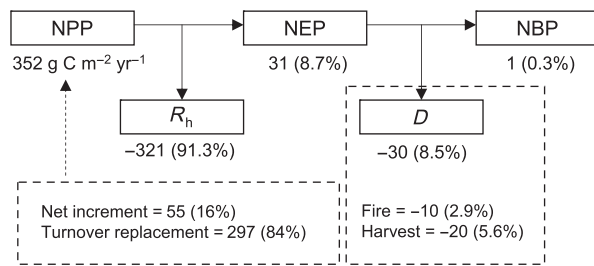 NPP
NEP
NBP
352 g C m⁻² yr⁻¹
31 (8.7%)
1 (0.3%)
Rh
D
–321 (91.3%)
–30 (8.5%)
Net increment = 55 (16%)
Turnover replacement = 297 (84%)
Fire = –10 (2.9%)
Harvest = –20 (5.6%)